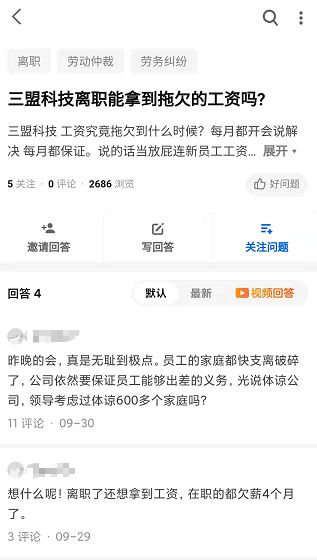 离职 劳动仲裁 劳务纠纷
三盟科技离职能拿到拖欠的工资吗?
三盟科技 工资究竟拖欠到什么时候? 每月都开会说解
决 每月都保证。说的话当放屁连新员工工资... 展开
5 关注 · 0 评论 · 2686 浏览 好问题
邀请回答 写回答 关注问题
回答 4 默认 最新 视频回答
昨晚的会，真是无耻到极点。员工的家庭都快支离破碎
了，公司依然要保证员工能够出差的义务，光说体谅公
司，领导考虑过体谅600多个家庭吗?
11 评论 · 09-30
想什么呢! 离职了还想拿到工资，在职的都欠薪4个月
了。
3 评论 · 09-29